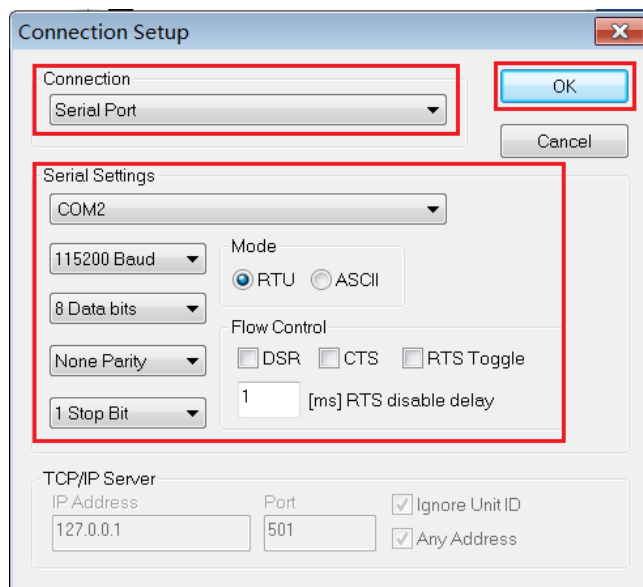 Connection Setup
Connection
Serial Port
OK
Cancel
Serial Settings
COM2
115200 Baud
Mode
RTU
ASCII
8 Data bits
Flow Control
DSR
CTS
RTS Toggle
None Parity
1
[ms] RTS disable delay
1 Stop Bit
TCP/IP Server
IP Address
Port
Ignore Unit ID
127.0.0.1
501
Any Address